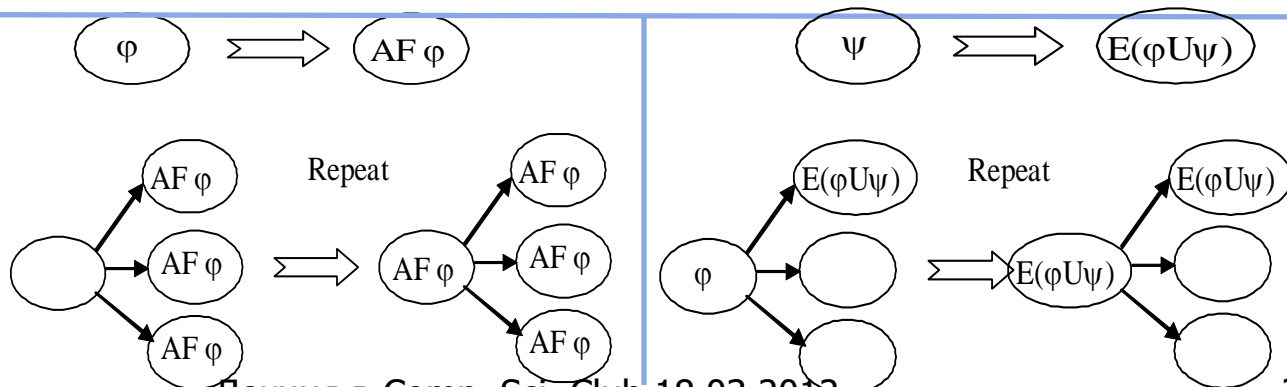 φ AF φ
AF φ Repeat AF φ
AF φ AF φ AF φ
AF φ AF φ
ψ E(φUψ)
E(φUψ) Repeat E(φUψ)
φ E(φUψ)
Comp. Sci. Club 18.03.2012